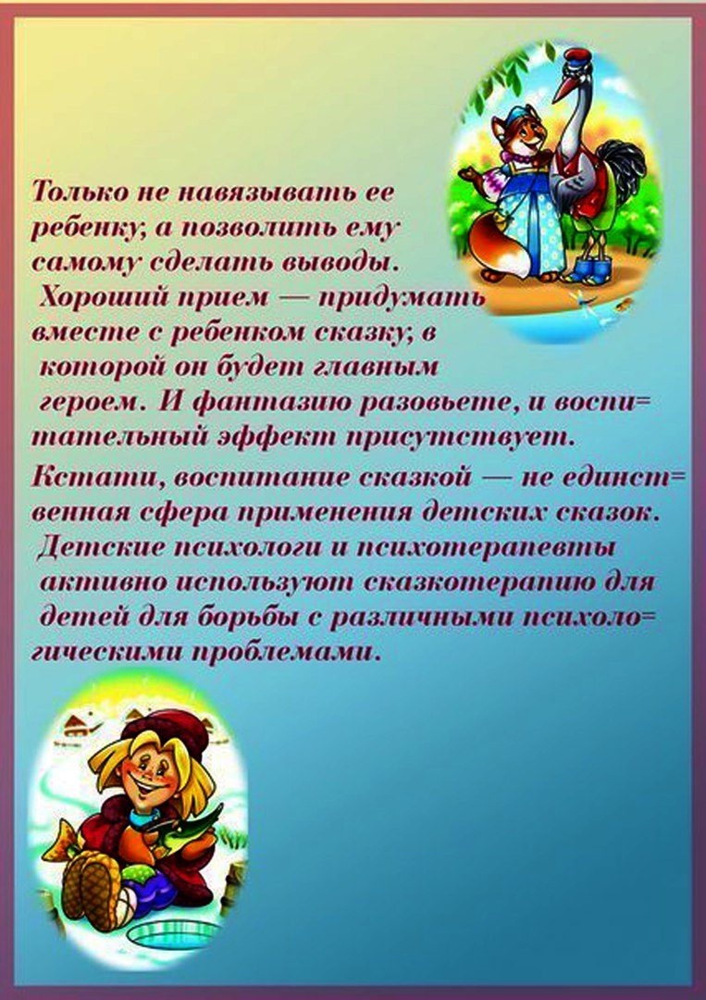 Только не навязывать ее
ребенку, а позволить ему
самому сделать выводы.
Хороший прием — придумать
вместе с ребенком сказку, в
которой он будет главным
героем. И фантазию разовьете, и воспи=
тательный эффект присутствует.
Кстати, воспитание сказкой — не единст=
венная сфера применения детских сказок.
Детские психологи и психотерапевты
активно используют сказкотерапию для
детей для борьбы с различными психоло=
гическими проблемами.